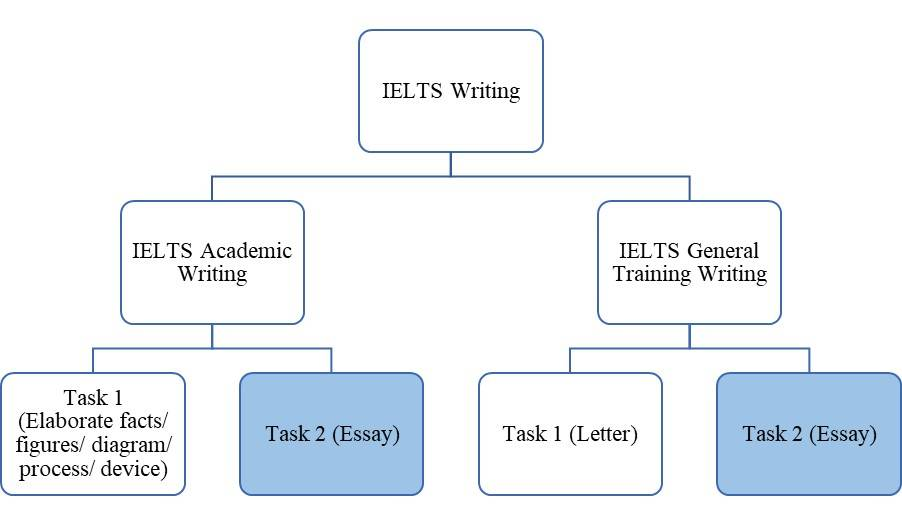 IELTS Writing
IELTS Academic
Writing
IELTS General
Training Writing
Task 1
(Elaborate facts/
figures/ diagram/
process/ device)
Task 2 (Essay)
Task 1 (Letter)
Task 2 (Essay)